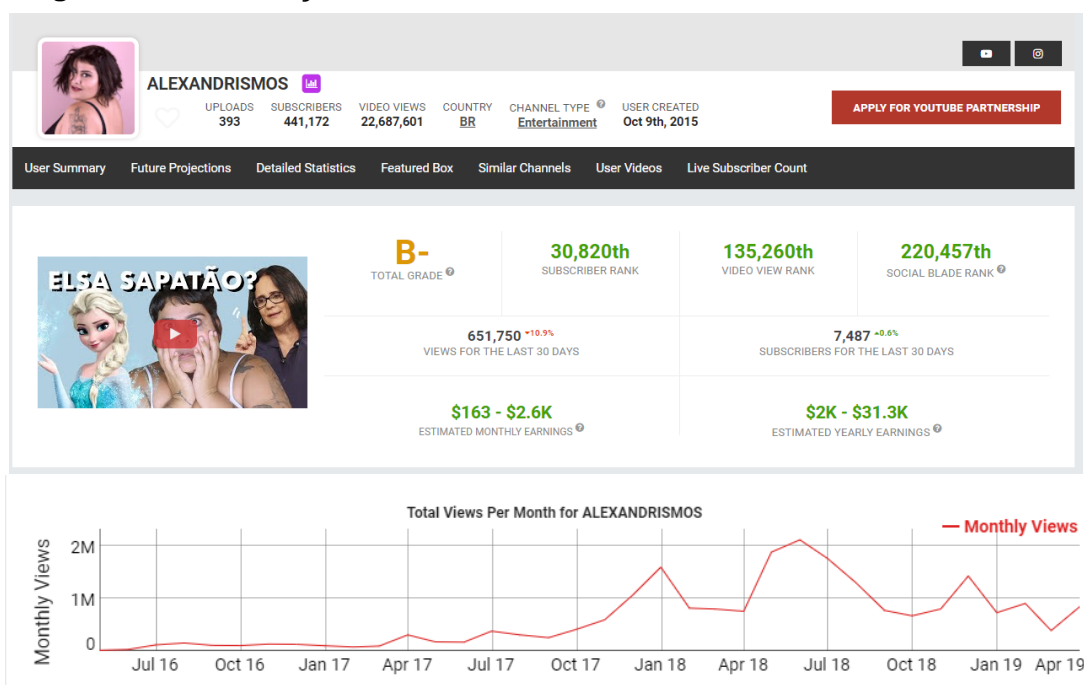 ALEXANDRISMOS
UPLOADS SUBSCRIBERS VIDEO VIEWS COUNTRY CHANNEL TYPE ? USER CREATED
393 441,172 22,687,601 BR Entertainment Oct 9th, 2015
APPLY FOR YOUTUBE PARTNERSHIP
User Summary Future Projections Detailed Statistics Featured Box Similar Channels User Videos Live Subscriber Count
ELSA SAPATÃO?
B- 30,820th 135,260th 220,457th
TOTAL GRADE ? SUBSCRIBER RANK VIDEO VIEW RANK SOCIAL BLADE RANK ?
651,750 -10.9% 7,487 +0.6%
VIEWS FOR THE LAST 30 DAYS SUBSCRIBERS FOR THE LAST 30 DAYS
$163 - $2.6K $2K - $31.3K
ESTIMATED MONTHLY EARNINGS ? ESTIMATED YEARLY EARNINGS ?
Total Views Per Month for ALEXANDRISMOS
Monthly Views
Monthly Views
2M
1M
0
Jul 16 Oct 16 Jan 17 Apr 17 Jul 17 Oct 17 Jan 18 Apr 18 Jul 18 Oct 18 Jan 19 Apr 19